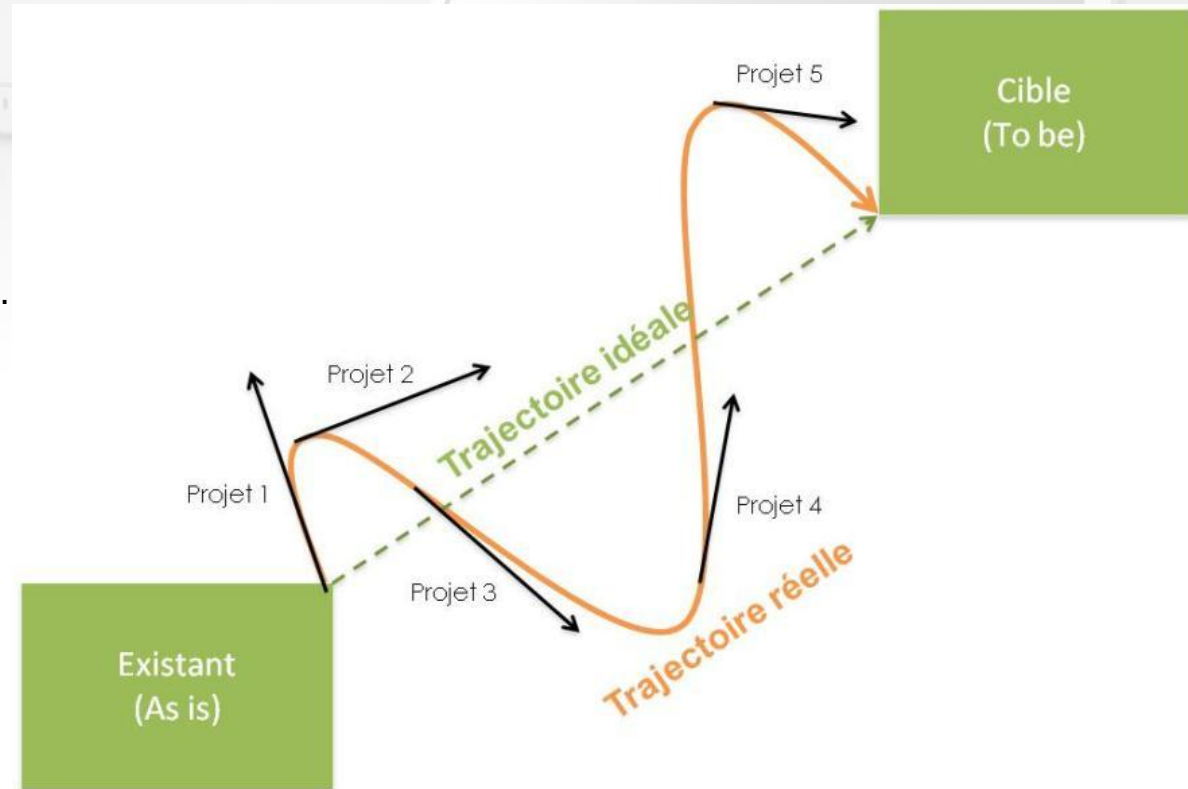 Projet 5
Cible
(To be)
.
Trajectoire idéale
Projet 2
Projet 1
Projet 4
Projet 3
Trajectoire réelle
Existant
(As is)